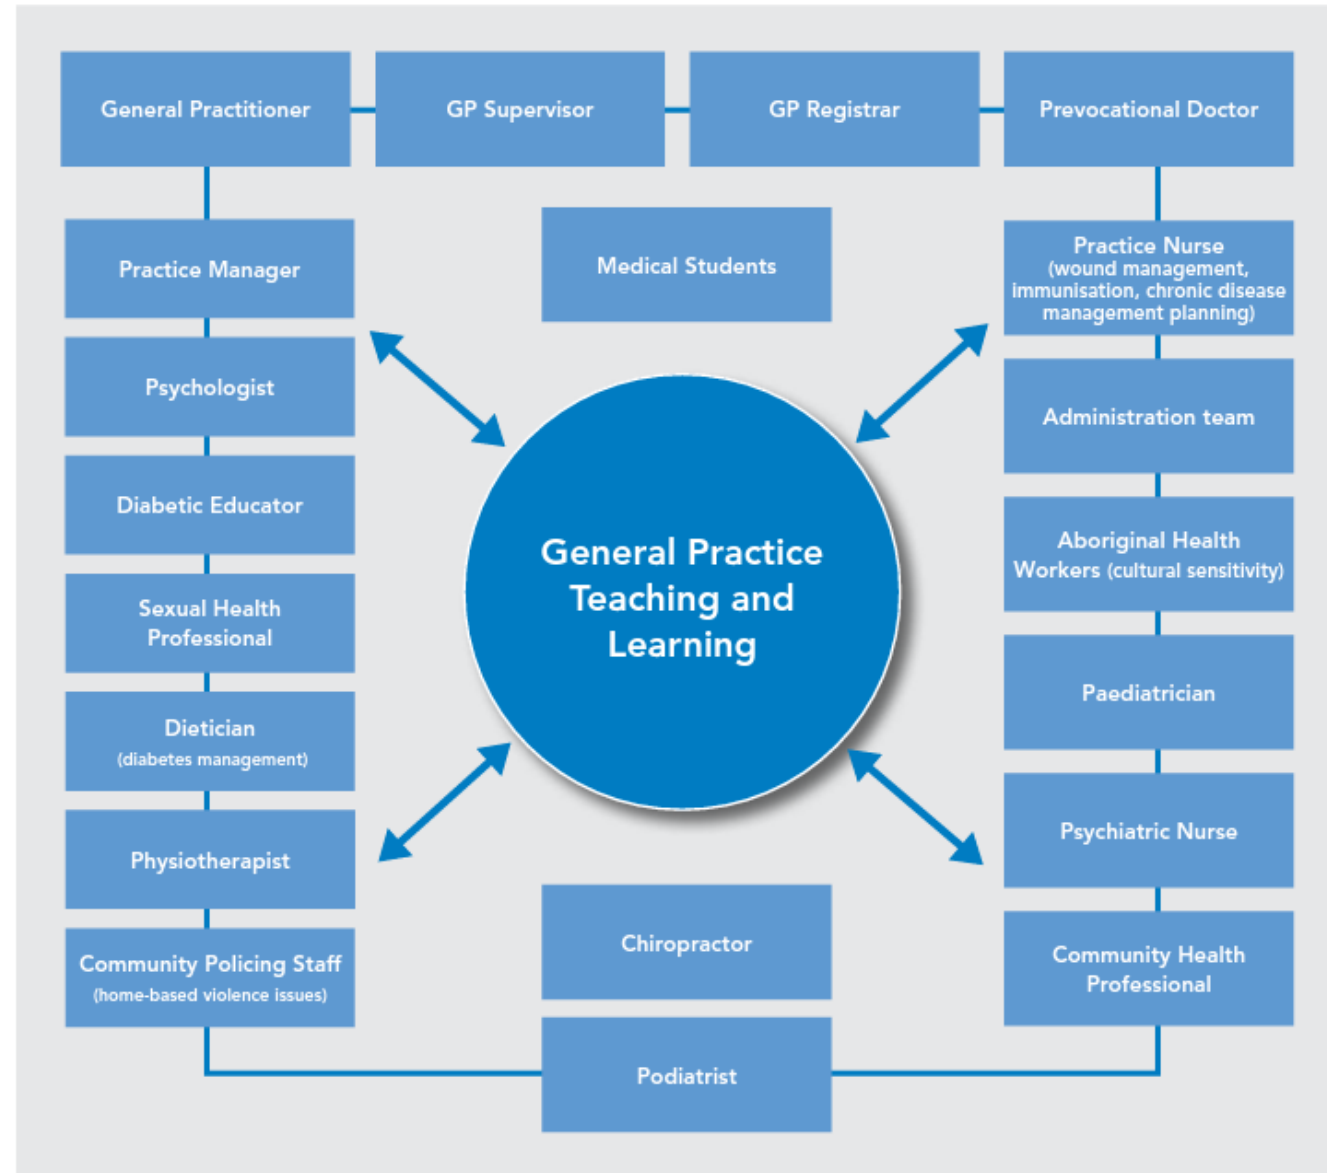 General Practitioner
GP Supervisor
GP Registrar
Prevocational Doctor
Practice Manager
Psychologist
Diabetic Educator
Sexual Health
Professional
Dietician
(diabetes management)
Physiotherapist
Community Policing Staff
(home-based violence issues)
Medical Students
General Practice
Teaching and
Learning
Chiropractor
Podiatrist
Practice Nurse
(wound management,
immunisation, chronic disease
management planning)
Administration team
Aboriginal Health
Workers (cultural sensitivity)
Paediatrician
Psychiatric Nurse
Community Health
Professional